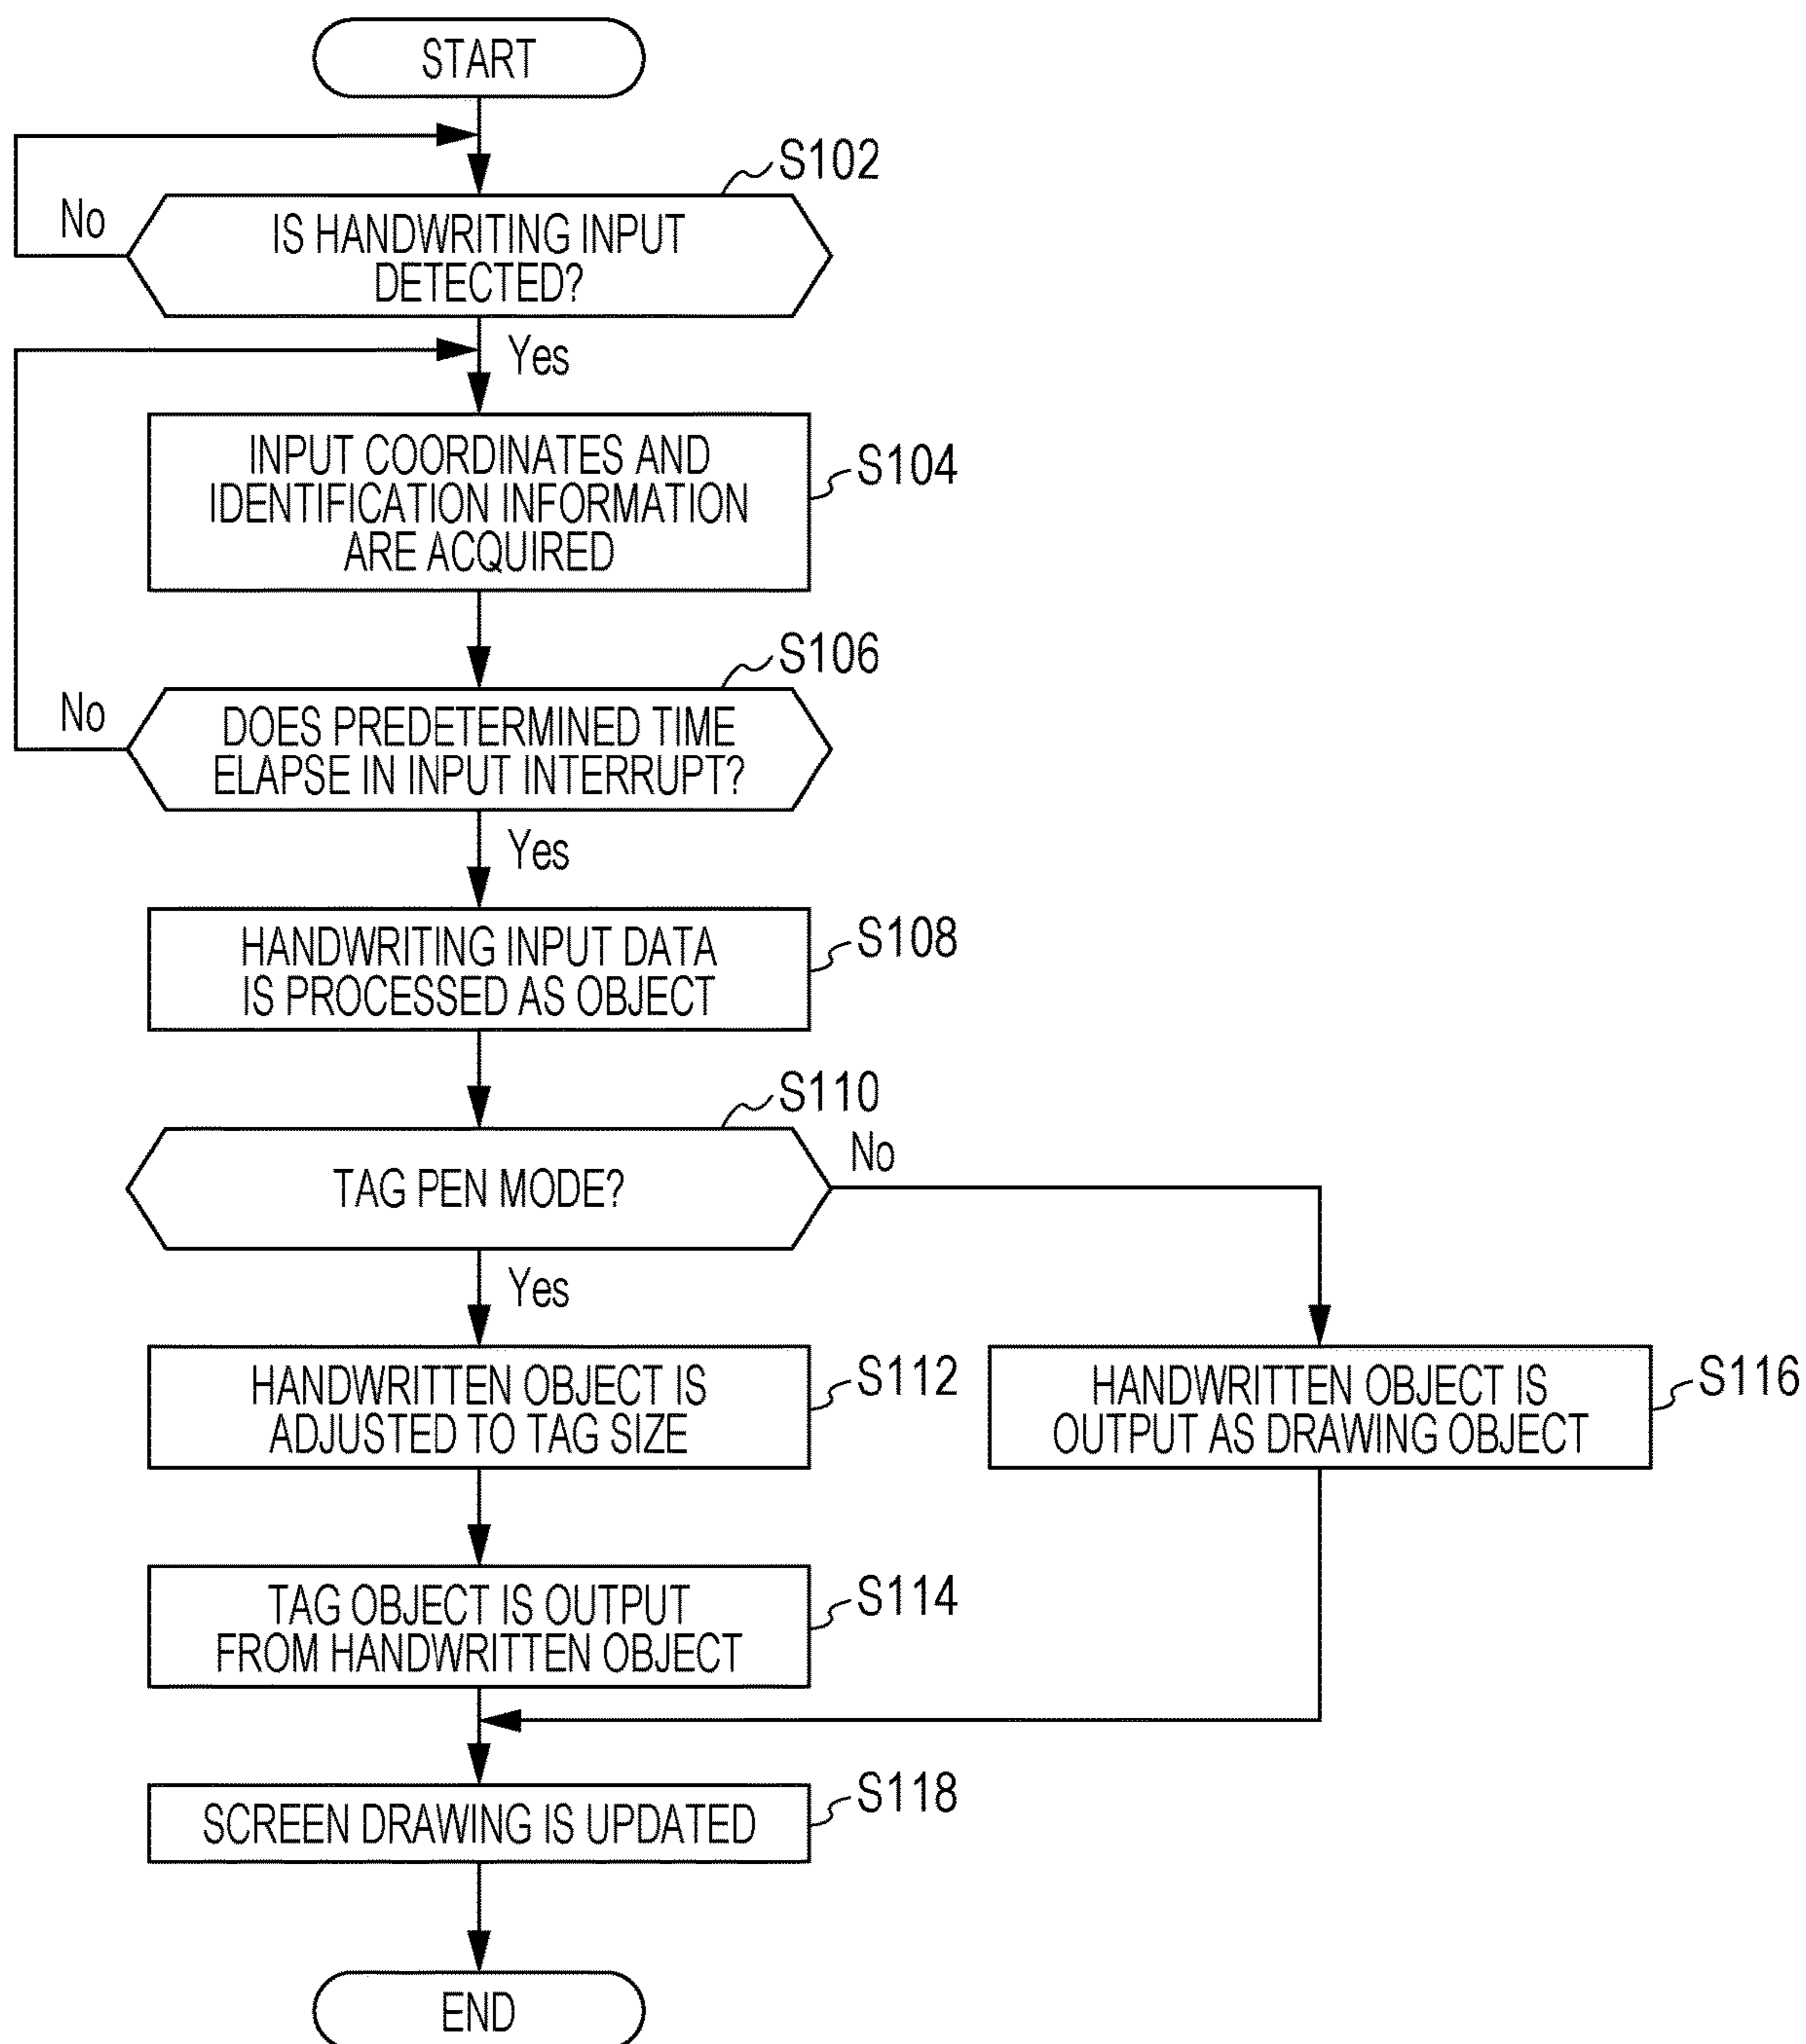 START
S102
No
IS HANDWRITING INPUT
DETECTED?
Yes
INPUT COORDINATES AND
IDENTIFICATION INFORMATION
ARE ACQUIRED
S104
S106
No
DOES PREDETERMINED TIME
ELAPSE IN INPUT INTERRUPT?
Yes
HANDWRITING INPUT DATA
IS PROCESSED AS OBJECT
S108
S110
TAG PEN MODE?
No
Yes
HANDWRITTEN OBJECT IS
ADJUSTED TO TAG SIZE
S112
HANDWRITTEN OBJECT IS
OUTPUT AS DRAWING OBJECT
S116
TAG OBJECT IS OUTPUT
FROM HANDWRITTEN OBJECT
S114
SCREEN DRAWING IS UPDATED
S118
END